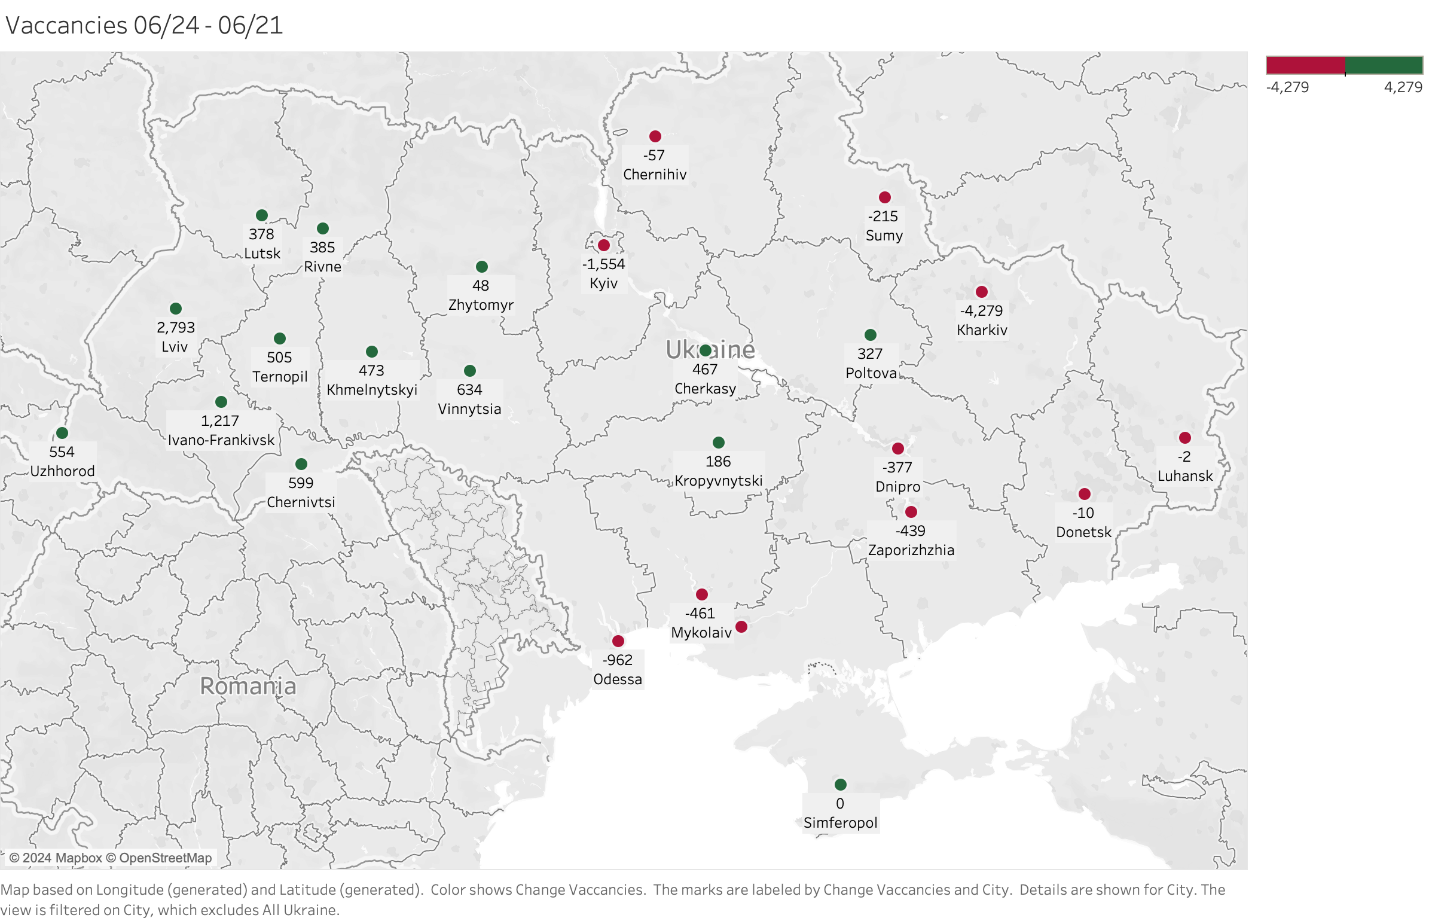 Vaccancies 06/24 - 06/21
-4,279
4,279
-57
Chernihiv
-215
Sumy
378
Lutsk
385
Rivne
-1,554
Kyiv
48
Zhytomyr
-4,279
Kharkiv
2,793
Lviv
505
Ternopil
473
Khmelnytskyi
634
Vinnytsia
Ukraine
467
Cherkasy
327
Poltova
1,217
Ivano-Frankivsk
554
Uzhhorod
599
Chernivtsi
186
Kropyvnytski
-377
Dnipro
-2
Luhansk
-10
Donetsk
-439
Zaporizhzhia
-461
Mykolaiv
-962
Odessa
Romania
0
Simferopol
© 2024 Mapbox © OpenStreetMap
Map based on Longitude (generated) and Latitude (generated).  Color shows Change Vaccancies.  The marks are labeled by Change Vaccancies and City.  Details are shown for City. The
view is filtered on City, which excludes All Ukraine.